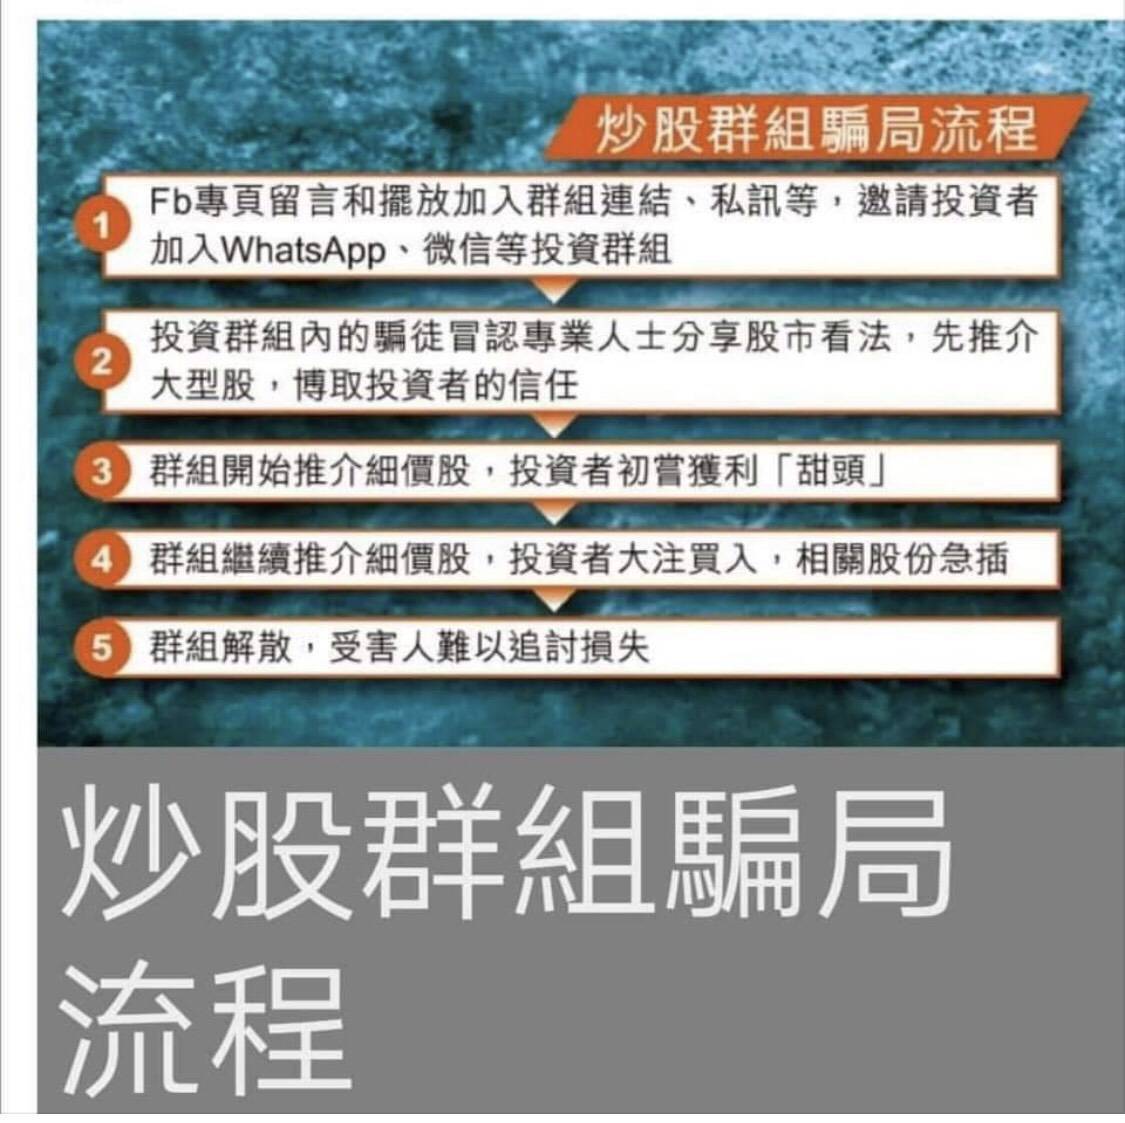 炒股群組騙局流程
1
Fb專頁留言和擺放加入群組連結、私訊等，邀請投資者
加入WhatsApp、微信等投資群組
2
投資群組內的騙徒冒認專業人士分享股市看法，先推介
大型股，博取投資者的信任
3
群組開始推介細價股，投資者初嘗獲利「甜頭」
4
群組繼續推介細價股，投資者大注買入，相關股份急插
5
群組解散，受害人難以追討損失
炒股群組騙局
流程